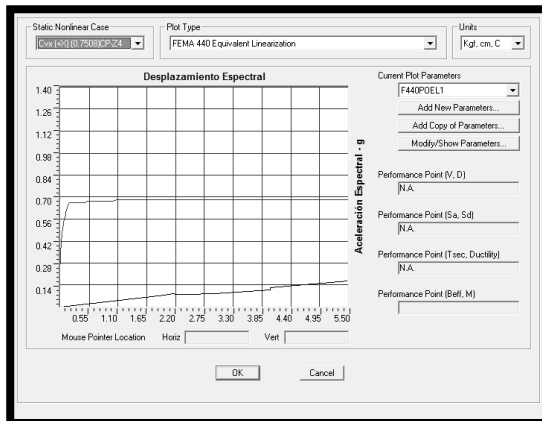 Static Nonlinear Case
Cvx (+X) (0.7508)CP-Z4
Plot Type
FEMA 440 Equivalent Linearization
Units
Kgf, cm, C
Desplazamiento Espectral
1.40
1.26
1.12
0.98
0.84
0.70
0.56
0.42
0.28
0.14
0.55 1.10 1.65 2.20 2.75 3.30 3.85 4.40 4.95 5.50
Aceleración Espectral - g
Mouse Pointer Location Horiz Vert
Current Plot Parameters
F440POEL1
Add New Parameters...
Add Copy of Parameters...
Modify/Show Parameters...
Performance Point (V, D)
N.A.
Performance Point (Sa, Sd)
N.A.
Performance Point (Tsec, Ductility)
N.A.
Performance Point (Beff, M)
OK
Cancel